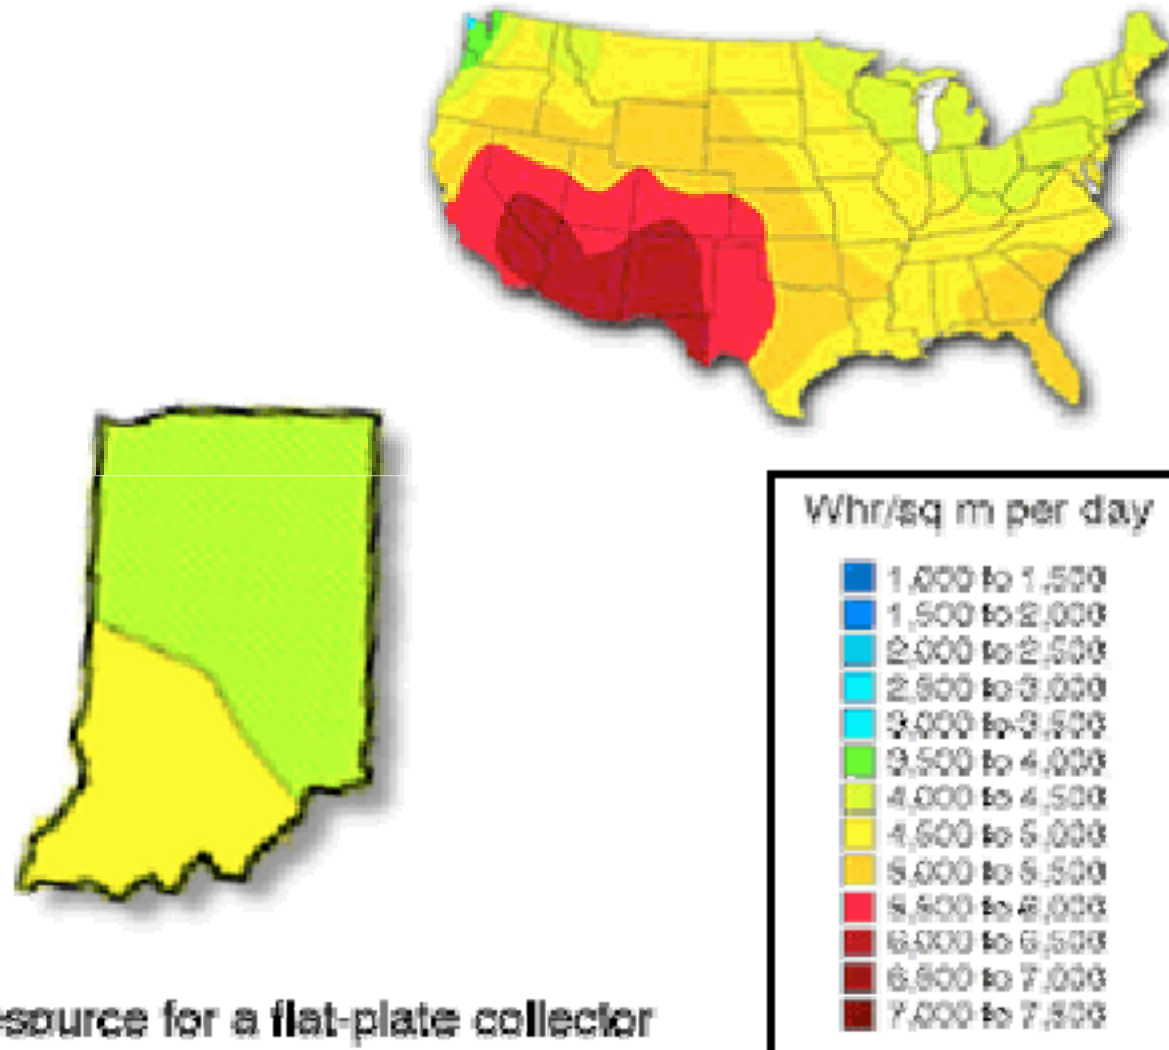 Whr/sq m per day
1,000 to 1,500
1,500 to 2,000
2,000 to 2,500
2,500 to 3,000
3,000 to 3,500
3,500 to 4,000
4,000 to 4,500
4,500 to 5,000
5,000 to 5,500
5,500 to 6,000
6,000 to 6,500
6,500 to 7,000
7,000 to 7,500
esource for a flat-plate collector